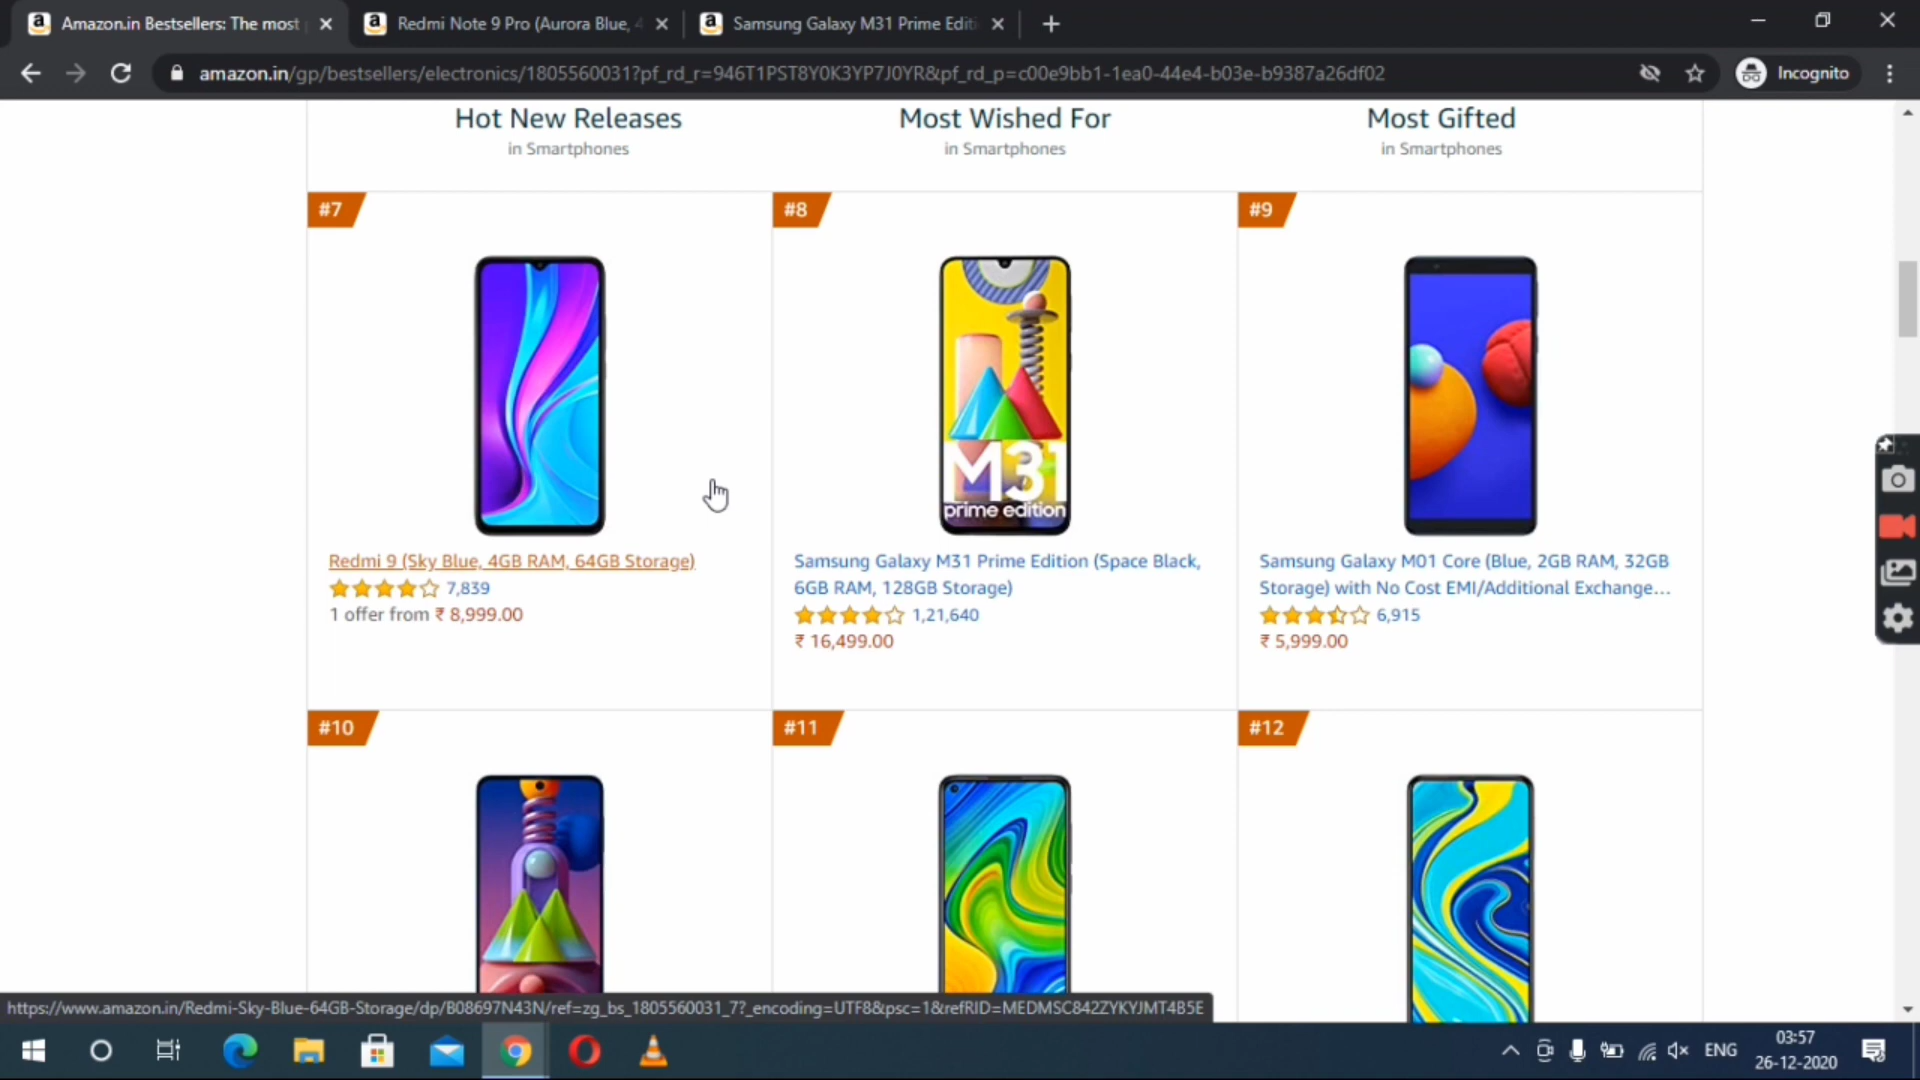 Amazon.in Bestsellers: The most
Redmi Note 9 Pro (Aurora Blue, 4
Samsung Galaxy M31 Prime Editi
amazon.in/gp/bestsellers/electronics/1805560031?pf_rd_r=946T1PST8Y0K3YP7J0YR&pf_rd_p=c00e9bb1-1ea0-44e4-b03e-b9387a26df02
Incognito
Hot New Releases
in Smartphones
Most Wished For
in Smartphones
Most Gifted
in Smartphones
#7
Redmi 9 (Sky Blue, 4GB RAM, 64GB Storage)
7,839
1 offer from ₹ 8,999.00
#8
M31
prime edition
Samsung Galaxy M31 Prime Edition (Space Black,
6GB RAM, 128GB Storage)
1,21,640
₹ 16,499.00
#9
Samsung Galaxy M01 Core (Blue, 2GB RAM, 32GB
Storage) with No Cost EMI/Additional Exchange...
6,915
₹ 5,999.00
#10
#11
#12
https://www.amazon.in/Redmi-Sky-Blue-64GB-Storage/dp/B08697N43N/ref=zg_bs_1805560031_7?_encoding=UTF8&psc=1&refRID=MEDMSC842ZYKYJMT4B5E
ENG
03:57
26-12-2020